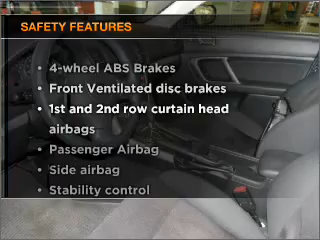 SAFETY FEATURES
• 4-wheel ABS Brakes
• Front Ventilated disc brakes
• 1st and 2nd row curtain head
airbags
• Passenger Airbag
• Side airbag
• Stability control